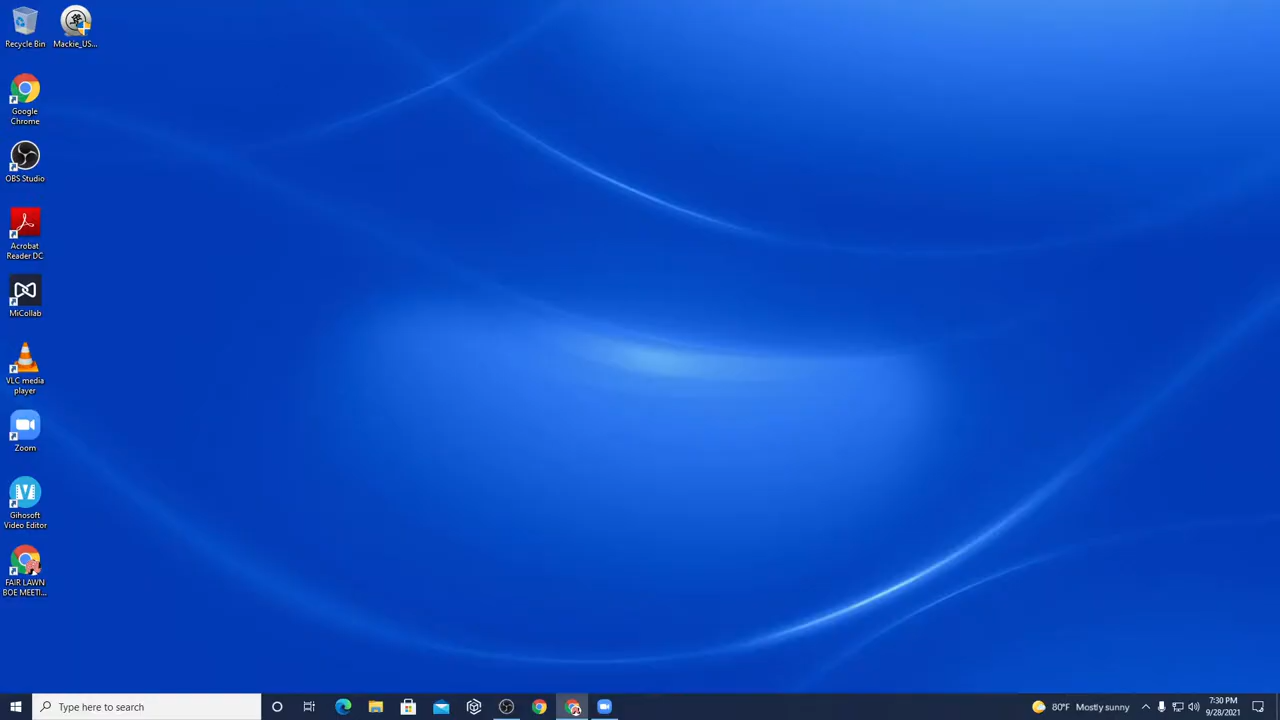 Recycle Bin
Mackie_US...
Google
Chrome
OBS Studio
Acrobat
Reader DC
MiCollab
VLC media
player
Zoom
Gihosoft
Video Editor
FAIR LAWN
BOE MEETI...
Type here to search
80°F Mostly sunny
7:30 PM
9/28/2021